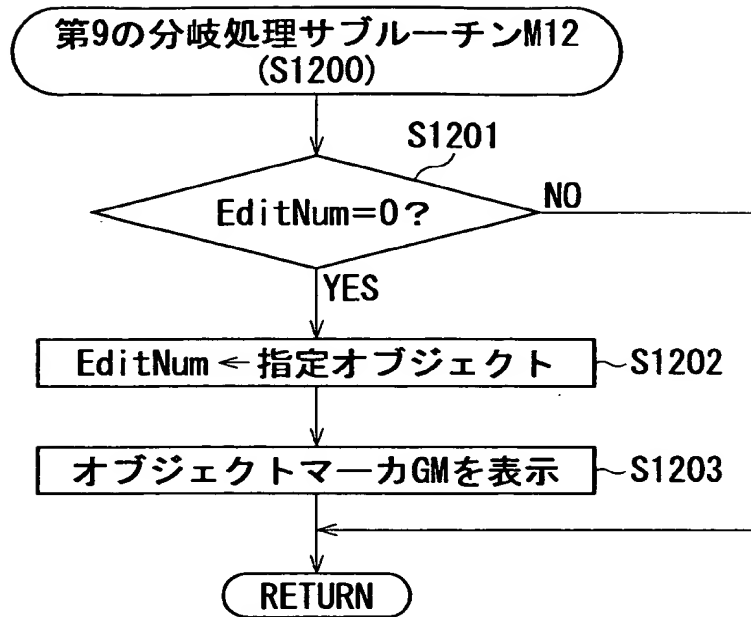 第9の分岐処理サブルーチンM12
(S1200)
S1201
EditNum=0?
NO
YES
EditNum←指定オブジェクト
S1202
オブジェクトマーカGMを表示
S1203
RETURN